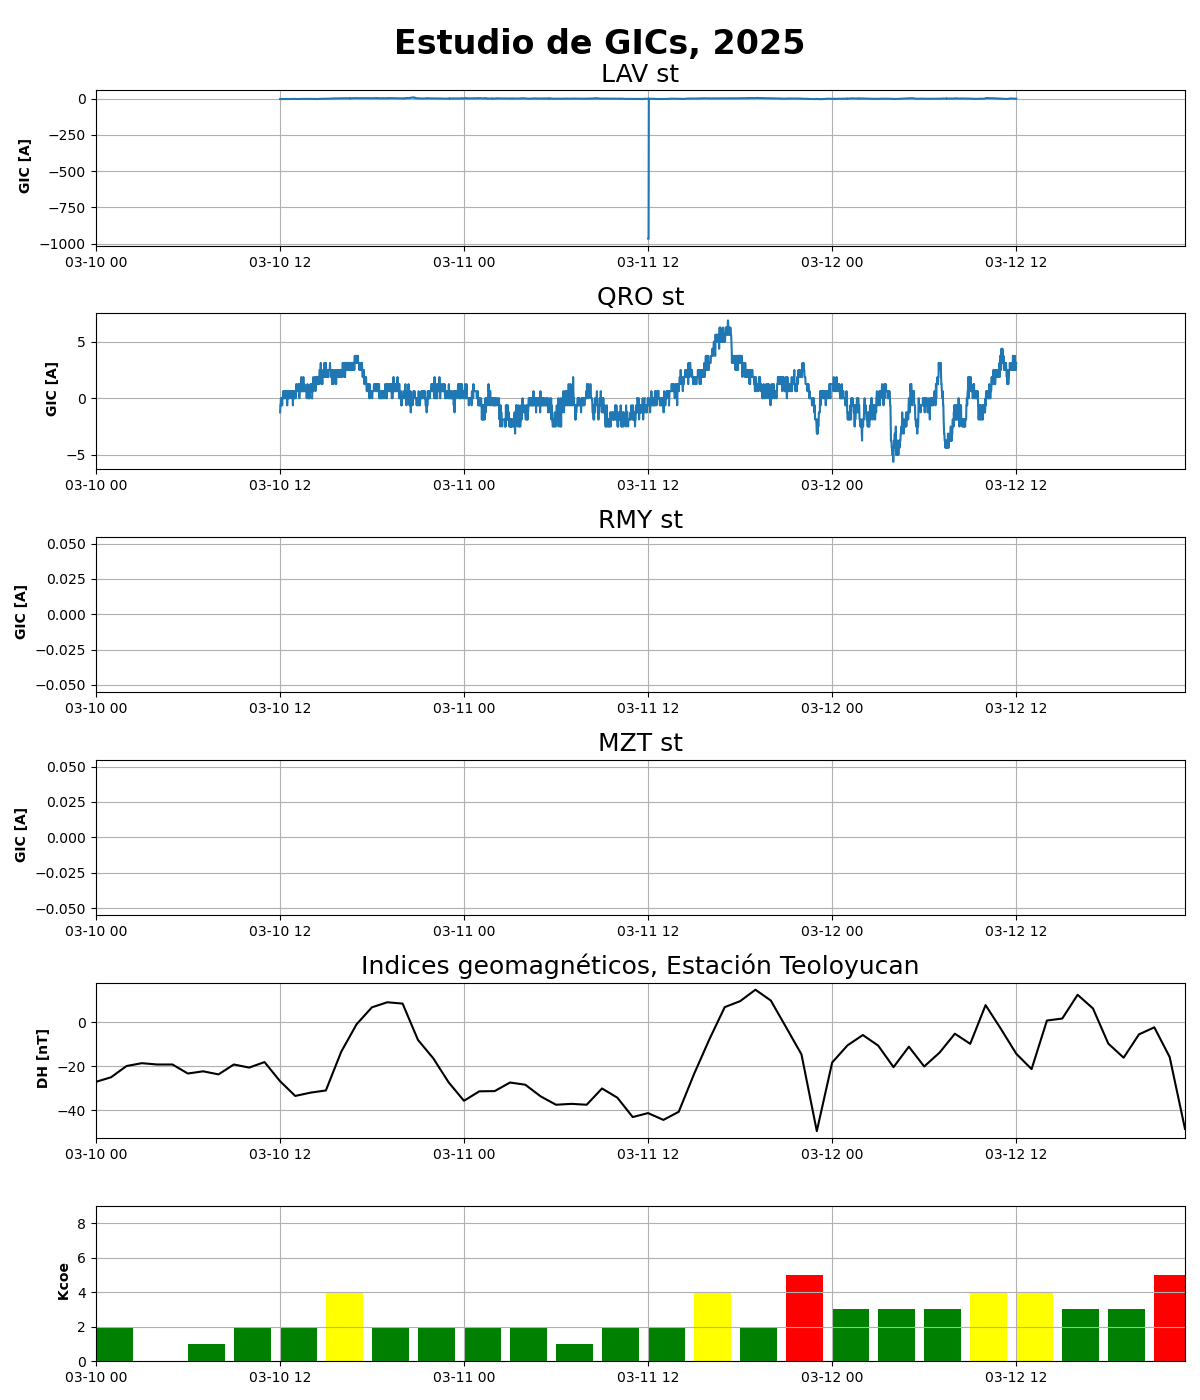 Estudio de GICs, 2025
LAV st
GIC [A]
0
−250
−500
−750
−1000
03-10 00 03-10 12 03-11 00 03-11 12 03-12 00 03-12 12
QRO st
GIC [A]
5
0
−5
03-10 00 03-10 12 03-11 00 03-11 12 03-12 00 03-12 12
RMY st
GIC [A]
0.050
0.025
0.000
−0.025
−0.050
03-10 00 03-10 12 03-11 00 03-11 12 03-12 00 03-12 12
MZT st
GIC [A]
0.050
0.025
0.000
−0.025
−0.050
03-10 00 03-10 12 03-11 00 03-11 12 03-12 00 03-12 12
Indices geomagnéticos, Estación Teoloyucan
DH [nT]
0
−20
−40
03-10 00 03-10 12 03-11 00 03-11 12 03-12 00 03-12 12
Kcoe
8
6
4
2
0
03-10 00 03-10 12 03-11 00 03-11 12 03-12 00 03-12 12